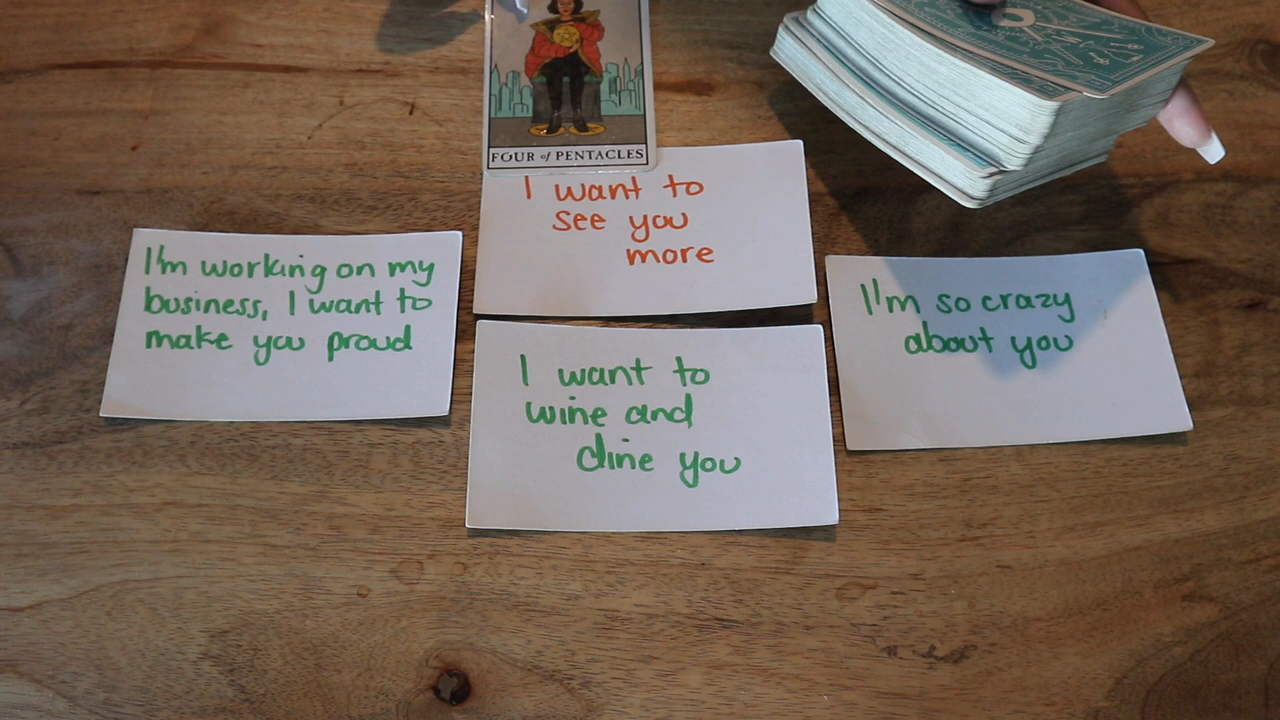 FOUR of PENTACLES
I want to
see you
more
I'm working on my
business, I want to
make you proud
I want to
wine and
dine you
I'm so crazy
about you